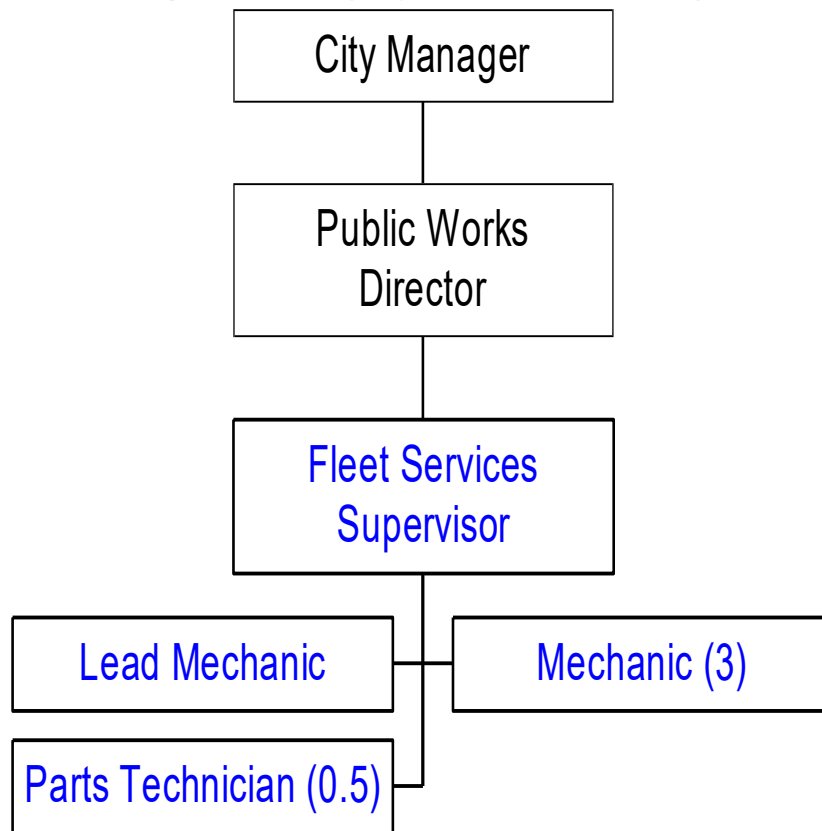 City Manager
Public Works
Director
Fleet Services
Supervisor
Lead Mechanic
Mechanic (3)
Parts Technician (0.5)